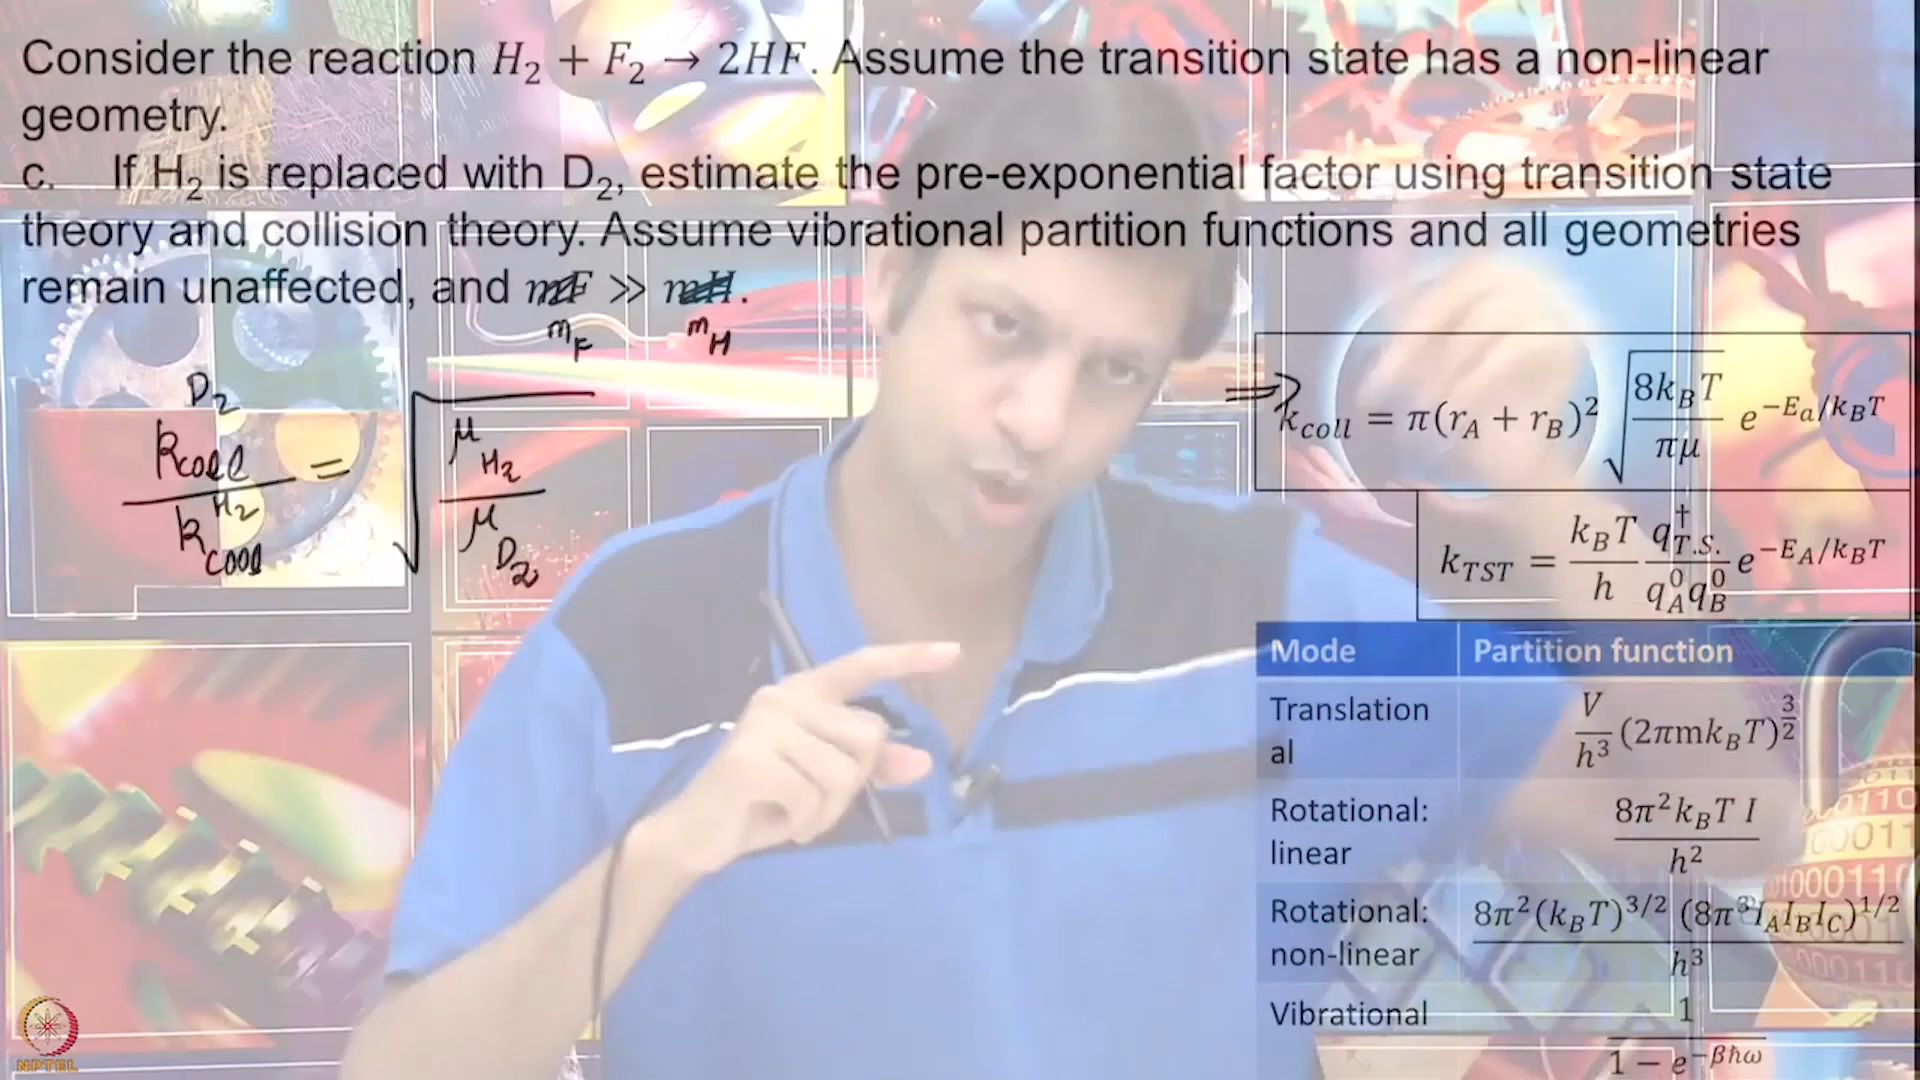 Consider the reaction H₂ + F₂ → 2HF. Assume the transition state has a non-linear
geometry.
c. If H₂ is replaced with D₂, estimate the pre-exponential factor using transition state
theory and collision theory. Assume vibrational partition functions and all geometries
remain unaffected, and mF ≫ mH.
m_F m_H
k_coll^{D₂} / k_coll^{H₂} = √(μ_{H₂} / μ_{D₂})
⇒ k_coll = π(r_A + r_B)² √(8k_BT / πμ) e^{−E_a/k_BT}
k_TST = (k_BT / h) (q†_{T.S.} / q⁰_A q⁰_B) e^{−E_A/k_BT}
Mode Partition function
Translation
al
V/h³ (2πmk_BT)^{3/2}
Rotational:
linear
8π²k_BT I / h²
Rotational:
non-linear
8π²(k_BT)^{3/2} (8π³I_AI_BI_C)^{1/2} / h³
Vibrational
1 / (1 − e^{−βħω})
NPTEL